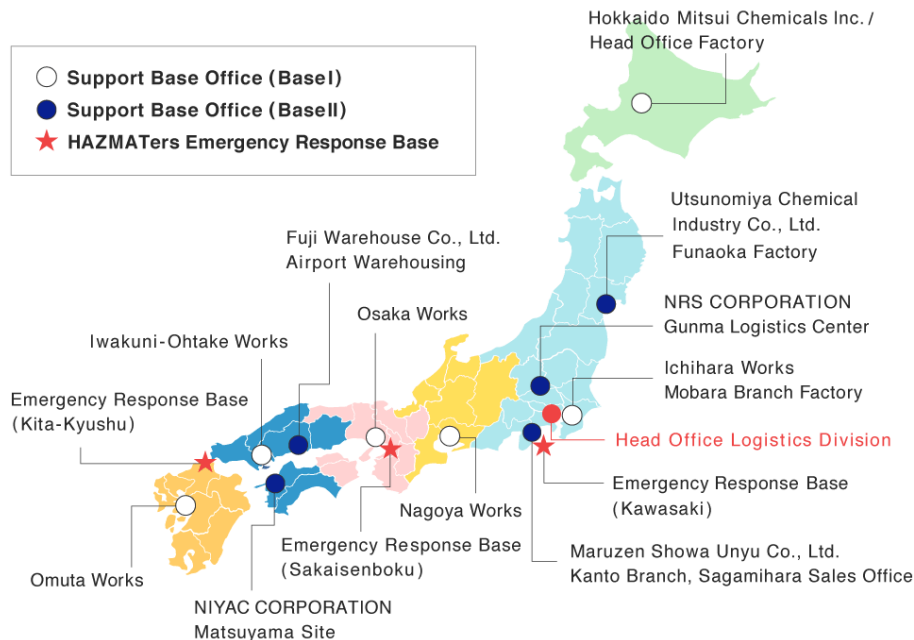 Hokkaido Mitsui Chemicals Inc./
Head Office Factory
Support Base Office (BaseI)
Support Base Office (BaseII)
HAZMATers Emergency Response Base
Utsunomiya Chemical
Industry Co., Ltd.
Funaoka Factory
Fuji Warehouse Co., Ltd.
Airport Warehousing
NRS CORPORATION
Gunma Logistics Center
Osaka Works
Iwakuni-Ohtake Works
Ichihara Works
Mobara Branch Factory
Emergency Response Base
(Kita-Kyushu)
Head Office Logistics Division
Emergency Response Base
(Kawasaki)
Nagoya Works
Emergency Response Base
(Sakaisenboku)
Maruzen Showa Unyu Co., Ltd.
Kanto Branch, Sagamihara Sales Office
Omuta Works
NIYAC CORPORATION
Matsuyama Site